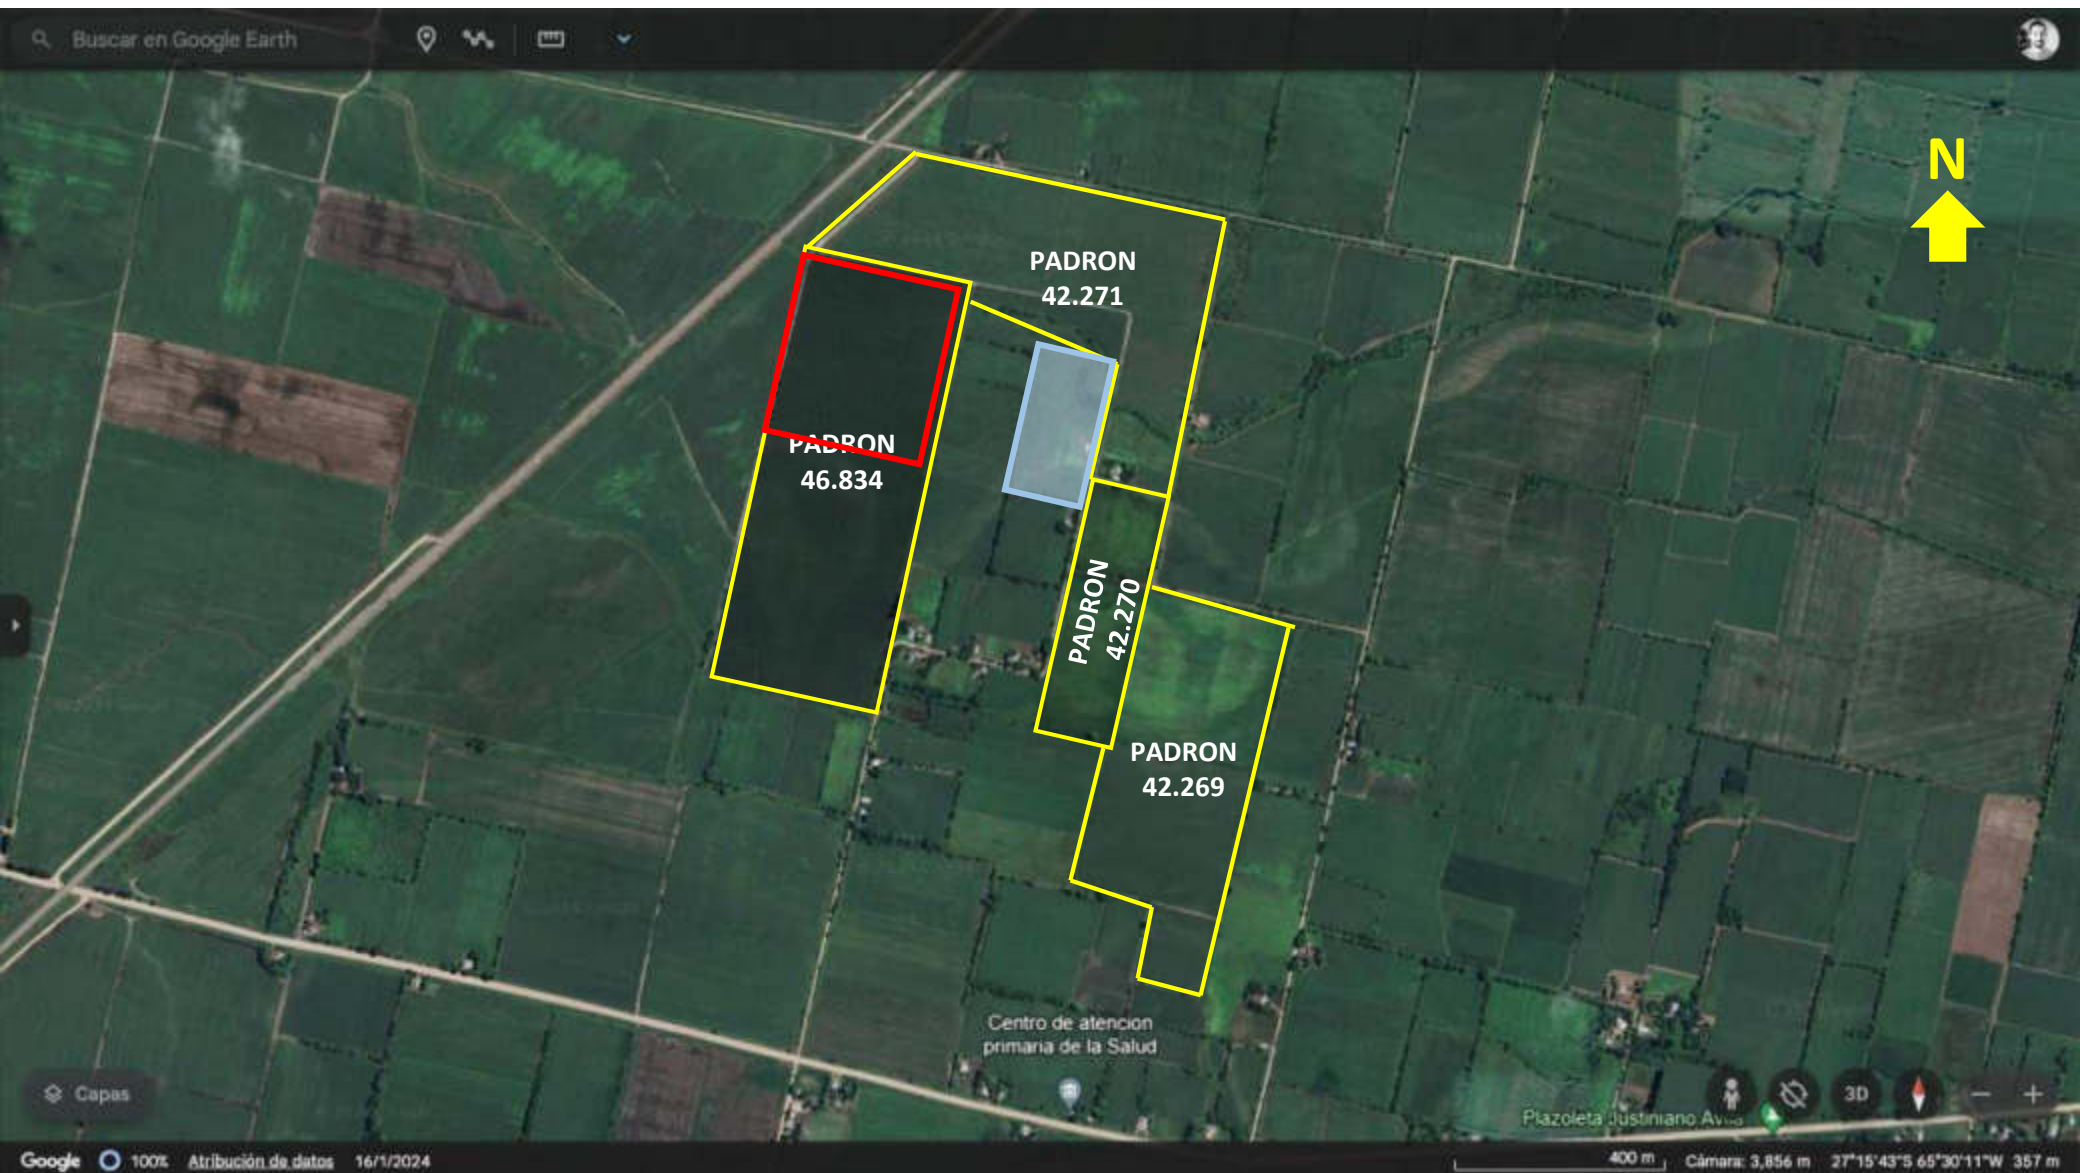 Buscar en Google Earth
N
PADRON
42.271
PADRON
46.834
PADRON
42.270
PADRON
42.269
Centro de atencion
primaria de la Salud
Capas
3D
Plazoleta Justiniano Avila
Google 100% Atribución de datos 16/1/2024 400 m Cámara: 3,856 m 27°15'43"S 65°30'11"W 357 m